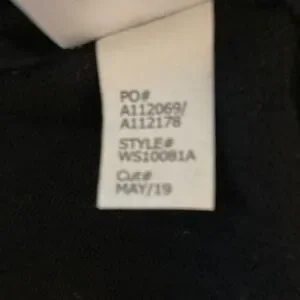 PO#
A112069/
A112178
STYLE#
WS10081A
Cut#
MAY/19